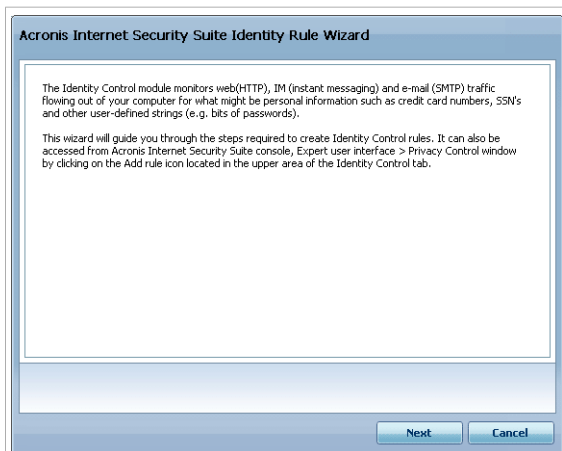 Acronis Internet Security Suite Identity Rule Wizard
The Identity Control module monitors web(HTTP), IM (instant messaging) and e-mail (SMTP) traffic
flowing out of your computer for what might be personal information such as credit card numbers, SSN's
and other user-defined strings (e.g. bits of passwords).
This wizard will guide you through the steps required to create Identity Control rules. It can also be
accessed from Acronis Internet Security Suite console, Expert user interface > Privacy Control window
by clicking on the Add rule icon located in the upper area of the Identity Control tab.
Next
Cancel